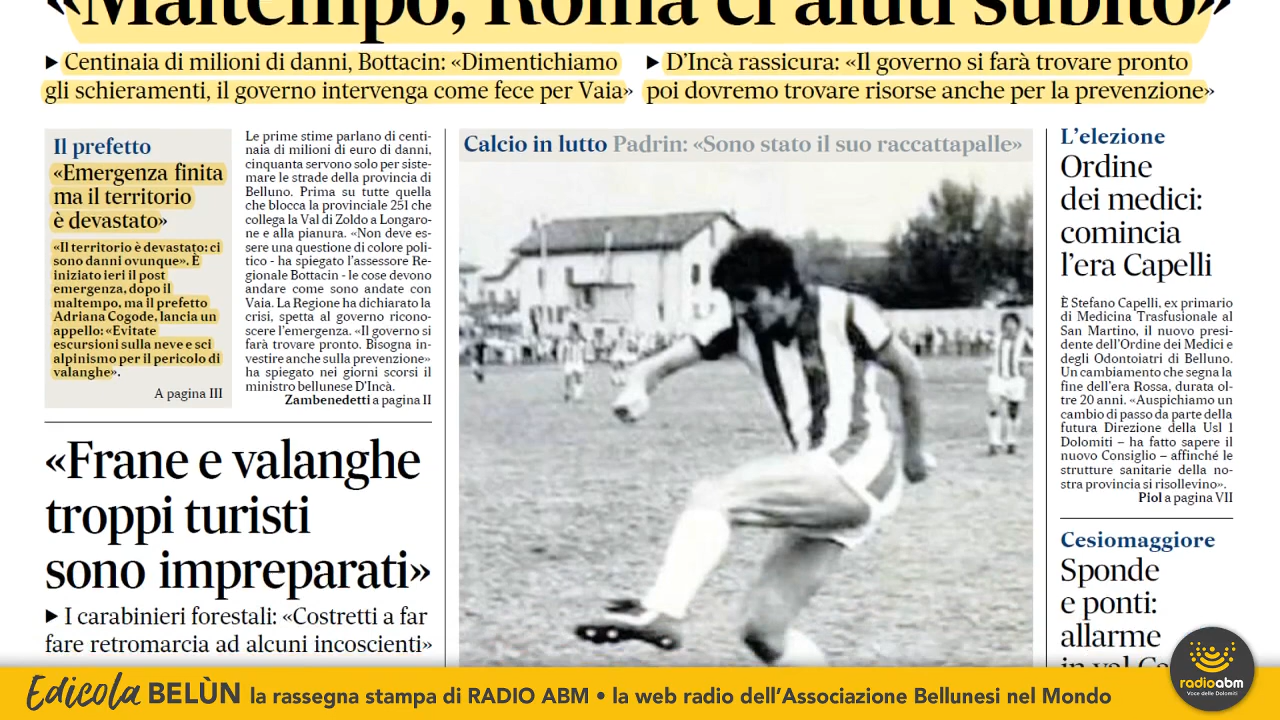 «Maltempo, Roma ci aiuti subito»
▶ Centinaia di milioni di danni, Bottacin: «Dimentichiamo
gli schieramenti, il governo intervenga come fece per Vaia»
▶ D'Incà rassicura: «Il governo si farà trovare pronto
poi dovremo trovare risorse anche per la prevenzione»
Il prefetto
«Emergenza finita
ma il territorio
è devastato»
«Il territorio è devastato: ci
sono danni ovunque». È
iniziato ieri il post
emergenza, dopo il
maltempo, ma il prefetto
Adriana Cogode, lancia un
appello: «Evitate
escursioni sulla neve e sci
alpinismo per il pericolo di
valanghe».
A pagina III
Le prime stime parlano di centi-
naia di milioni di euro di danni,
cinquanta servono solo per siste-
mare le strade della provincia di
Belluno. Prima su tutte quella
che blocca la provinciale 251 che
collega la Val di Zoldo a Longaro-
ne e alla pianura. «Non deve es-
sere una questione di colore poli-
tico - ha spiegato l'assessore Re-
gionale Bottacin - le cose devono
andare come sono andate con
Vaia. La Regione ha dichiarato la
crisi, spetta al governo ricono-
scere l'emergenza. «Il governo si
farà trovare pronto. Bisogna in-
vestire anche sulla prevenzione»
ha spiegato nei giorni scorsi il
ministro bellunese D'Incà.
Zambenedetti a pagina II
«Frane e valanghe
troppi turisti
sono impreparati»
▶ I carabinieri forestali: «Costretti a far
fare retromarcia ad alcuni incoscienti»
Calcio in lutto Padrin: «Sono stato il suo raccattapalle»
L'elezione
Ordine
dei medici:
comincia
l'era Capelli
È Stefano Capelli, ex primario
di Medicina Trasfusionale al
San Martino, il nuovo presi-
dente dell'Ordine dei Medici e
degli Odontoiatri di Belluno.
Un cambiamento che segna la
fine dell'era Rossa, durata ol-
tre 20 anni. «Auspichiamo un
cambio di passo da parte della
futura Direzione della Usl 1
Dolomiti – ha fatto sapere il
nuovo Consiglio – affinché le
strutture sanitarie della no-
stra provincia si risollevino».
Piol a pagina VII
Cesiomaggiore
Sponde
e ponti:
allarme
in val
Edicola BELÙN la rassegna stampa di RADIO ABM • la web radio dell'Associazione Bellunesi nel Mondo
radioabm
Voce delle Dolomiti